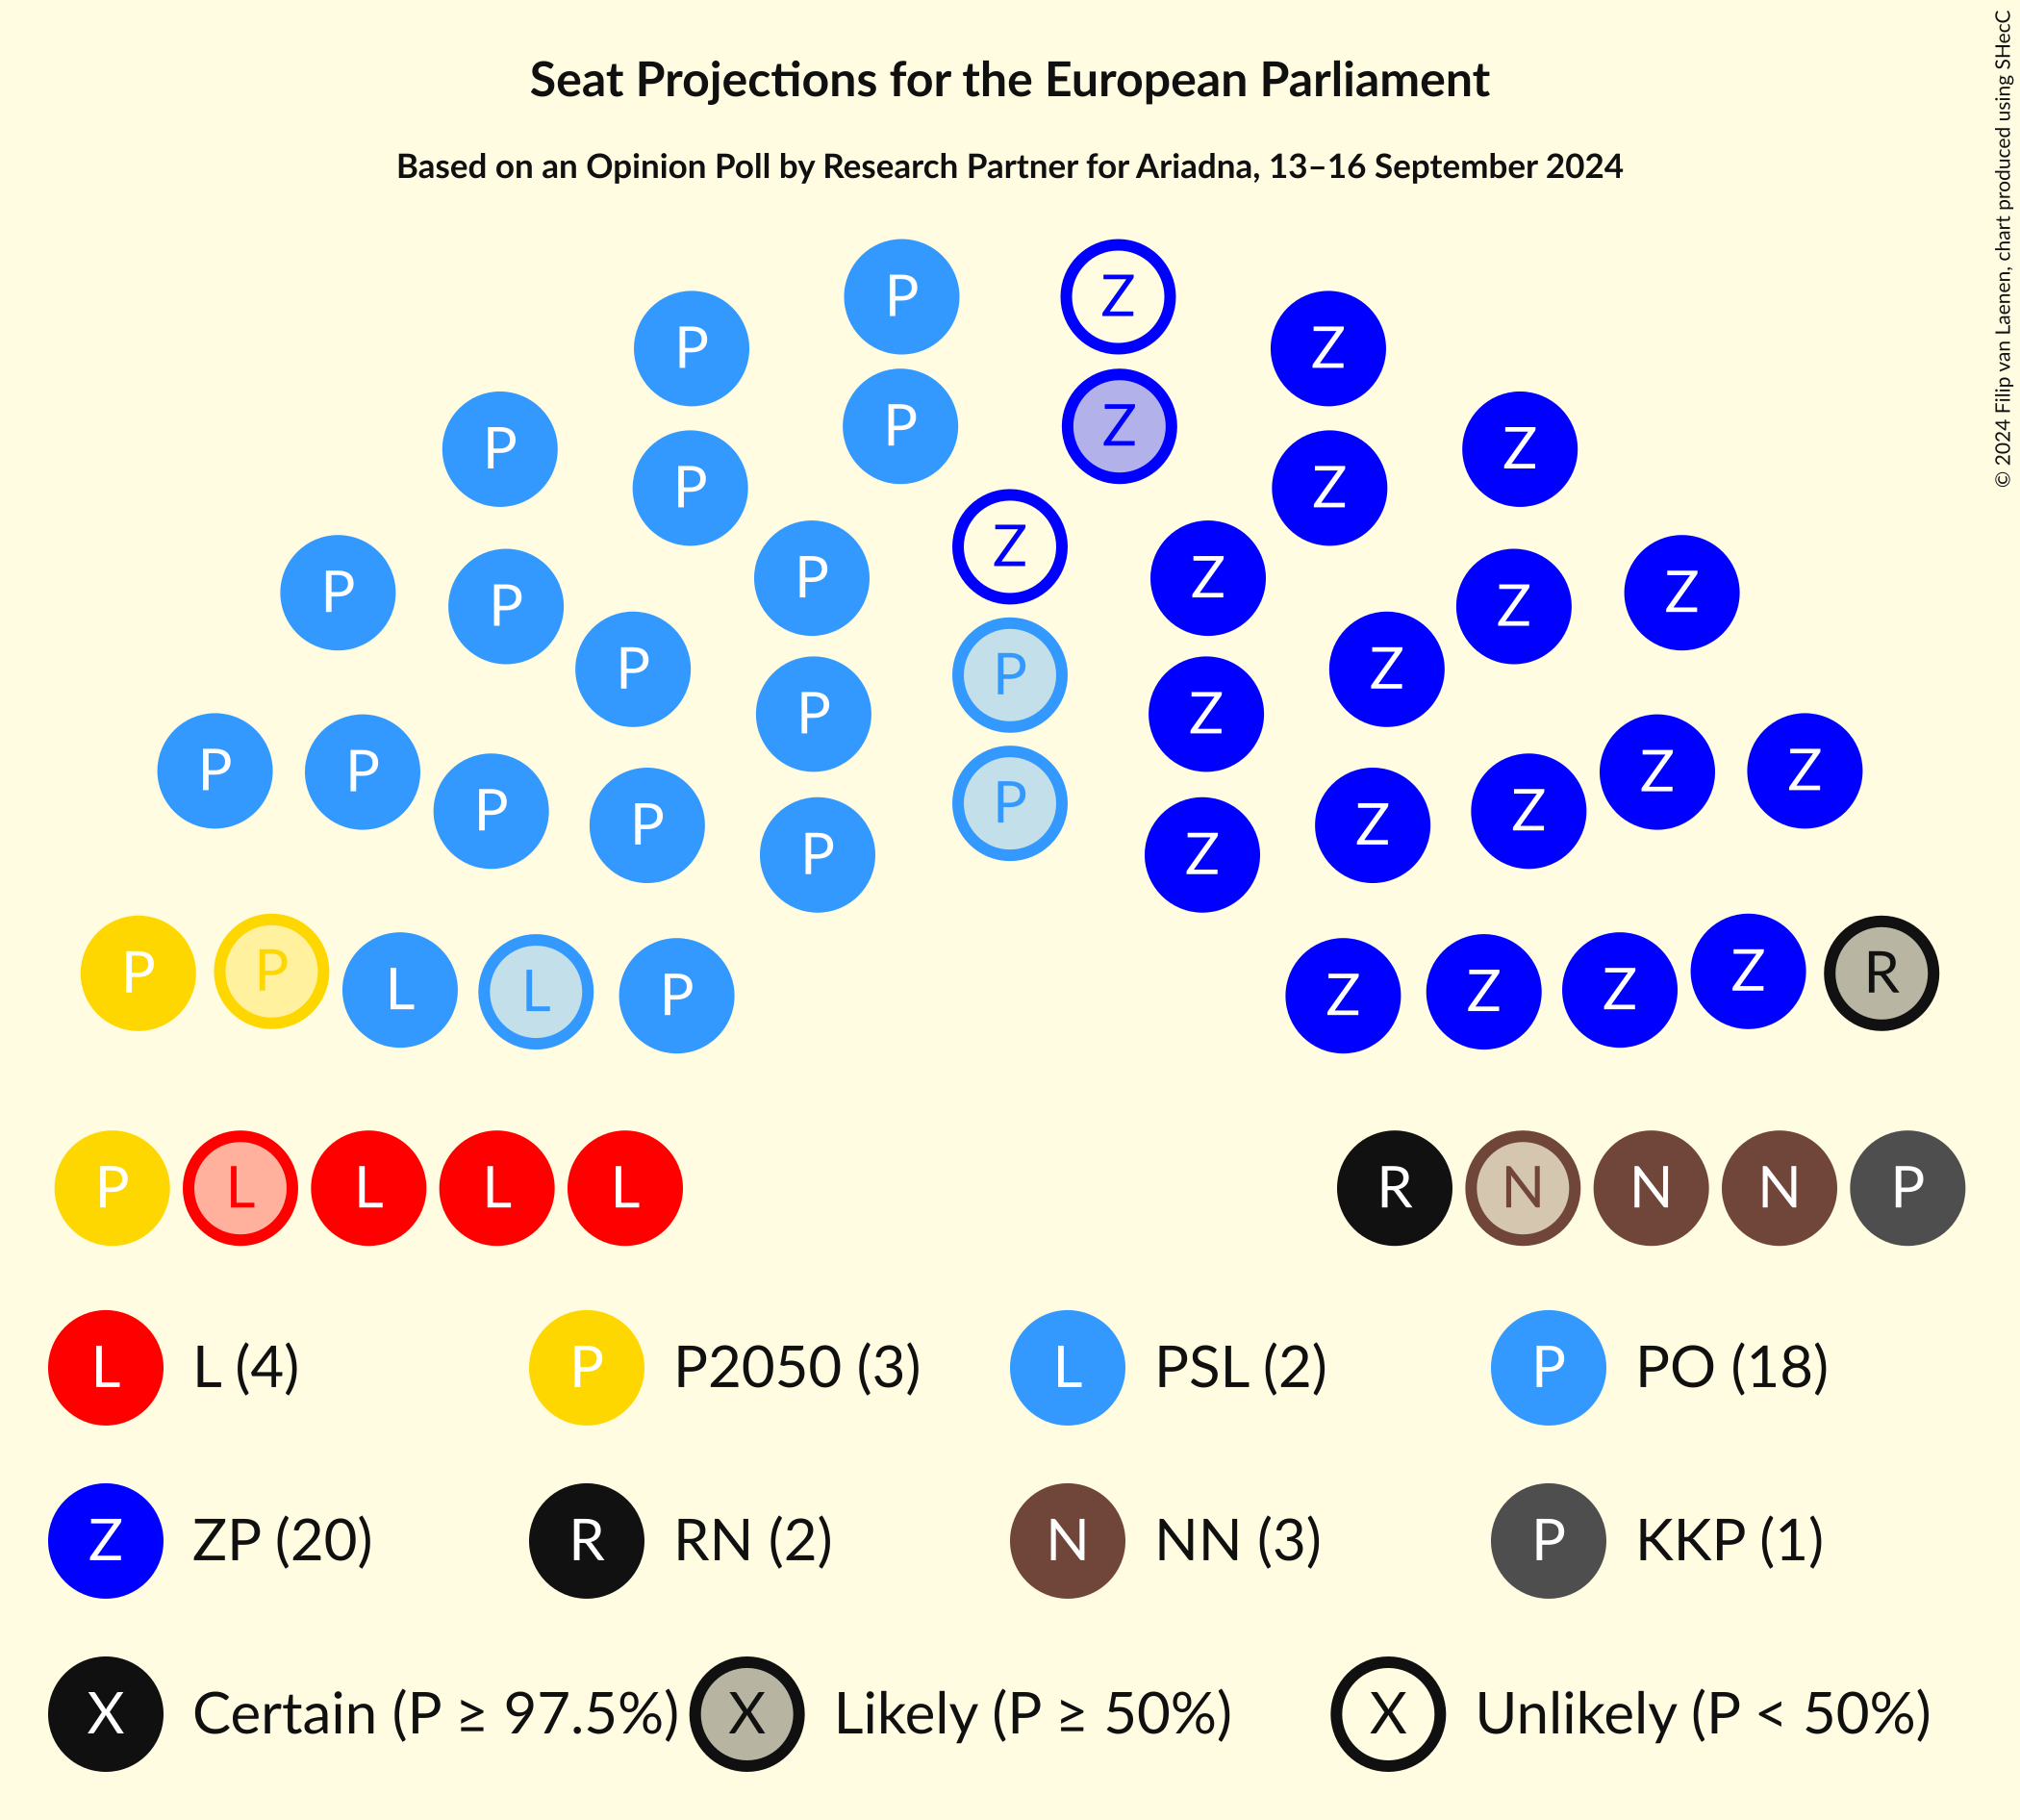 Seat Projections for the European Parliament
Based on an Opinion Poll by Research Partner for Ariadna, 13–16 September 2024
© 2024 Filip van Laenen, chart produced using SHecC
P Z
P Z
P Z
P Z
P Z
P Z
Z
P Z
P P Z Z
P Z
P
P Z
P P Z Z
P
P Z
P Z
P Z
P P L L P Z Z Z Z R
P L L L L R N N N P
L L (4) P P2050 (3) L PSL (2) P PO (18)
Z ZP (20) R RN (2) N NN (3) P KKP (1)
X Certain (P ≥ 97.5%) X Likely (P ≥ 50%) X Unlikely (P < 50%)